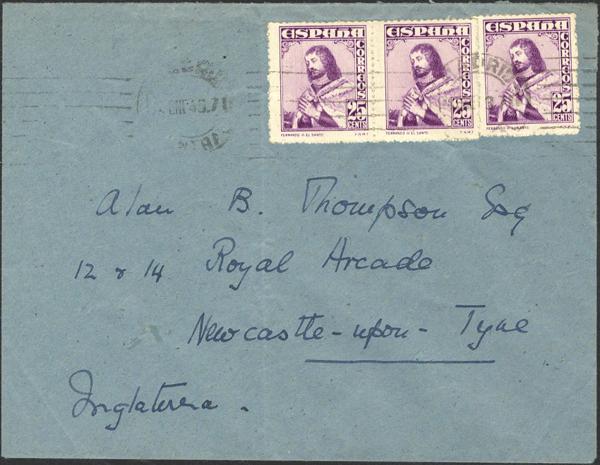 ESPAÑA ESPAÑA ESPAÑA
CORREOS CORREOS CORREOS
25 CENTS 25 CENTS 25 CENTS
Alan B. Thompson Esq
12 & 14 Royal Arcade
Newcastle-upon-Tyne
Inglaterra.